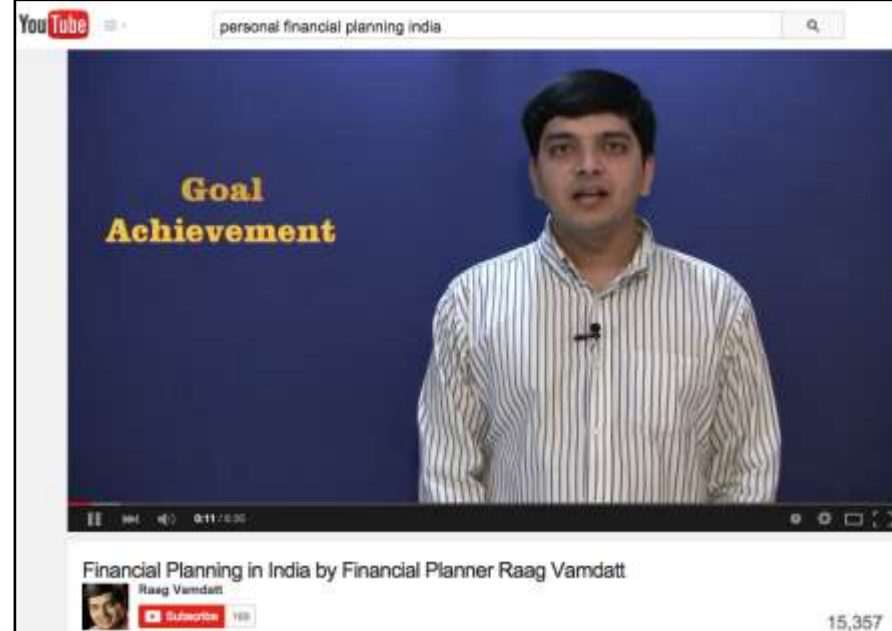 YouTube
personal financial planning india
Goal
Achievement
0:11 /
Financial Planning in India by Financial Planner Raag Vamdatt
Raag Vamdatt
Subscribe
15,357